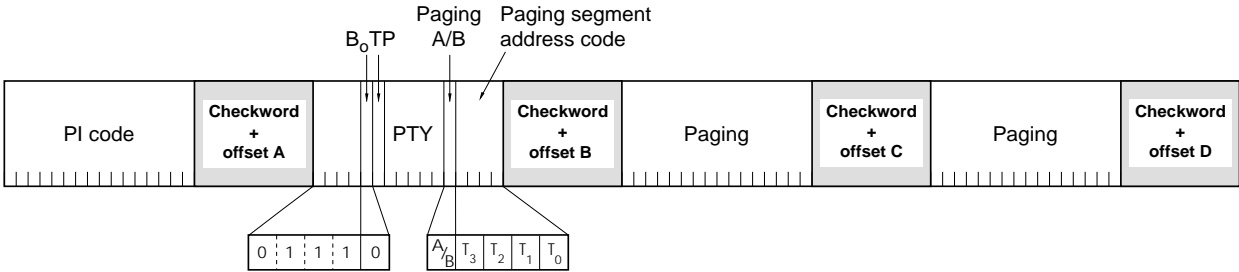 Paging Paging segment
B₀TP A/B address code
PI code
Checkword
+
offset A
PTY
Checkword
+
offset B
Paging
Checkword
+
offset C
Paging
Checkword
+
offset D
0 1 1 1 0
A/B T₃ T₂ T₁ T₀